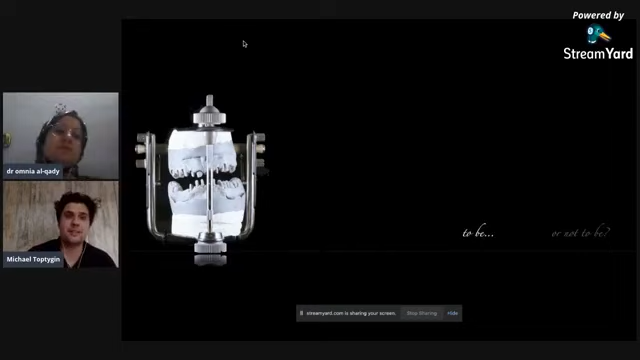 Powered by
StreamYard
dr omnia al-qady
Michael Toptygin
to be...
or not to be?
streamyard.com is sharing your screen.
Stop sharing
Hide